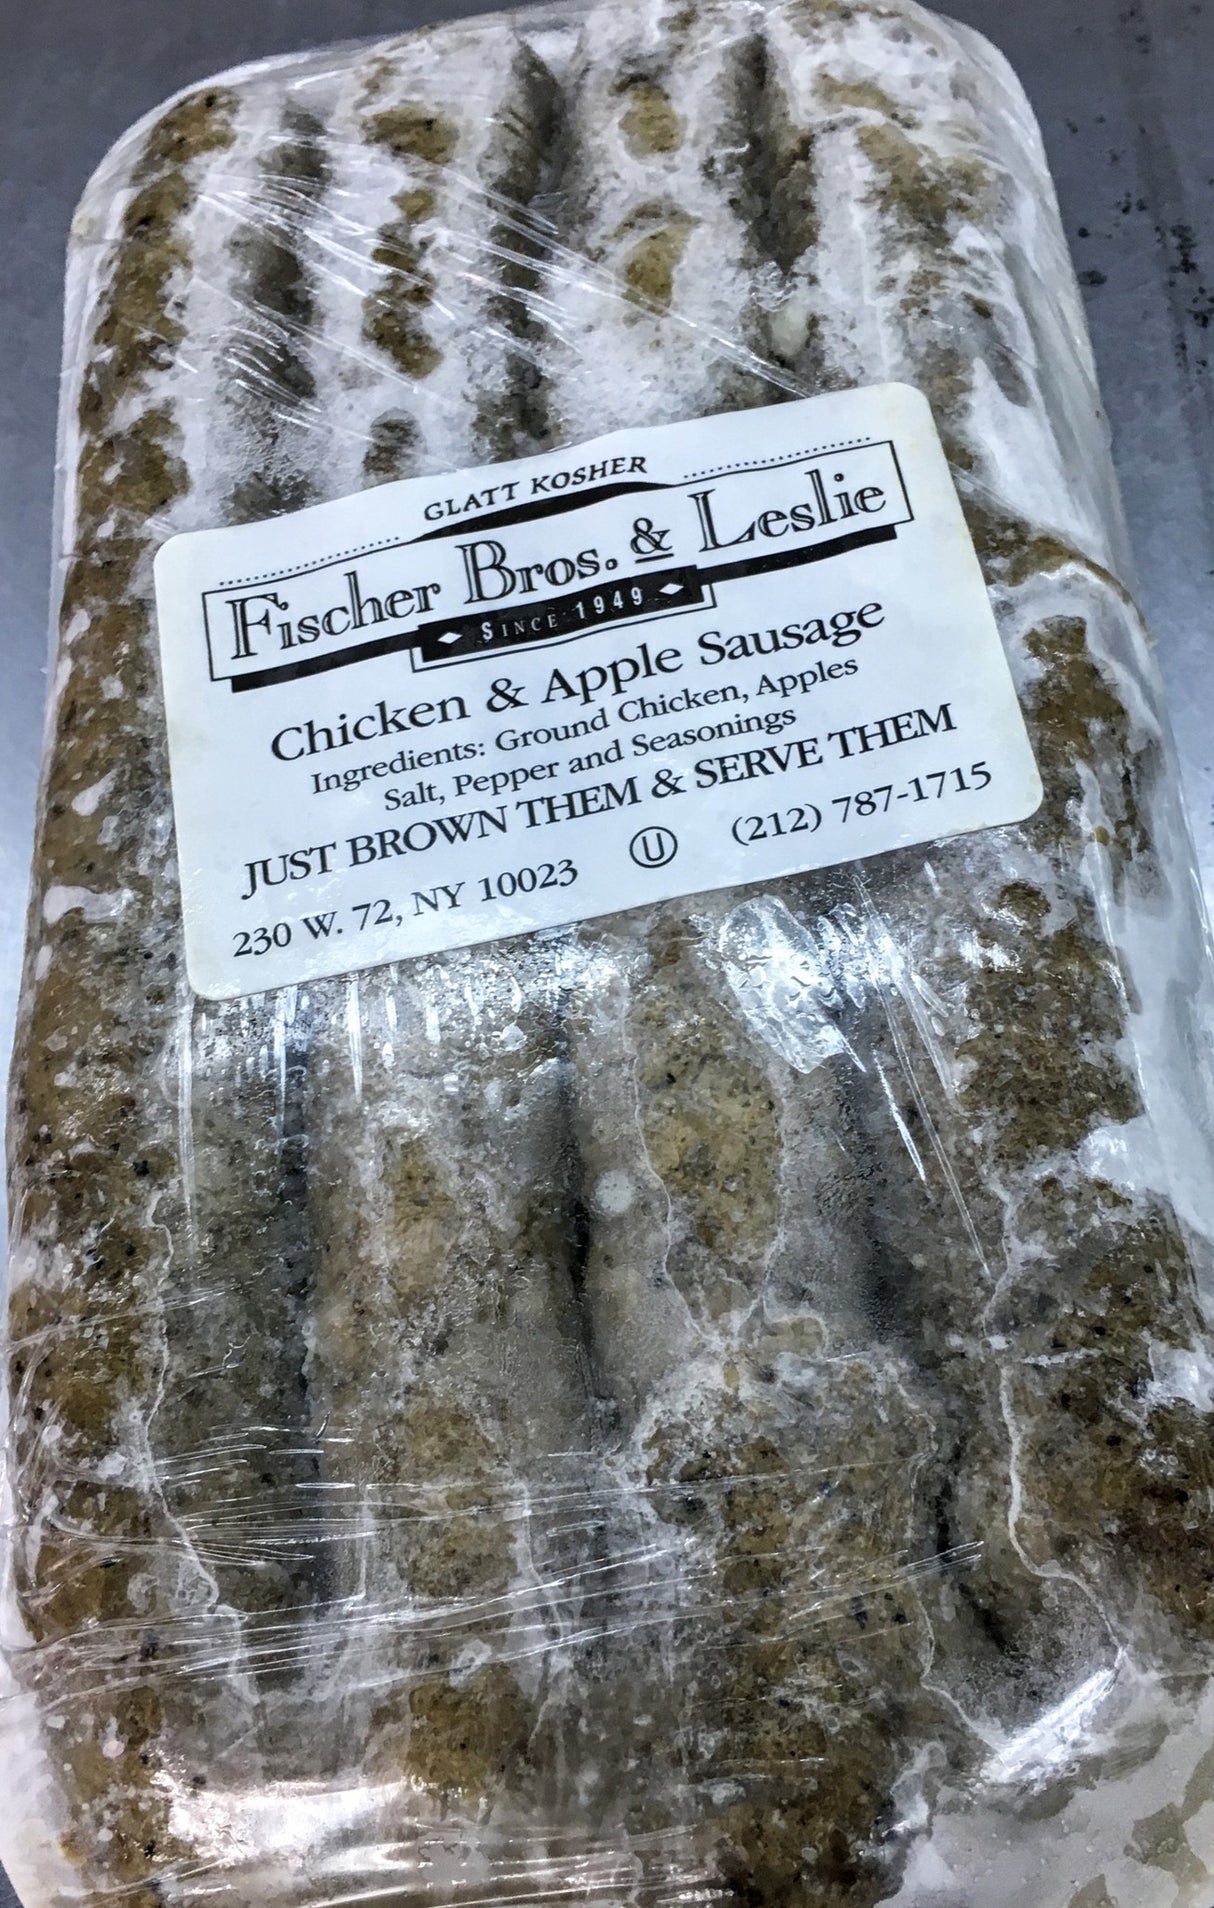 GLATT KOSHER
Fischer Bros. & Leslie
SINCE 1949
Chicken & Apple Sausage
Ingredients: Ground Chicken, Apples
Salt, Pepper and Seasonings
JUST BROWN THEM & SERVE THEM
230 W. 72, NY 10023 Ⓤ (212) 787-1715